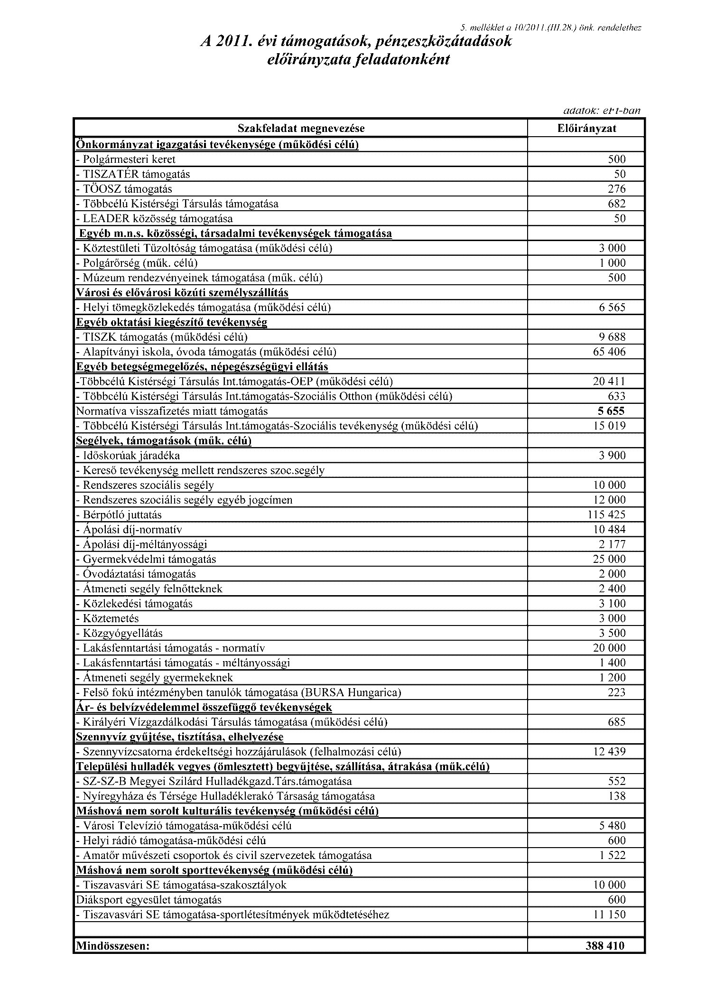 5. melléklet a 10/2011.(III.28.) önk. rendelethez
A 2011. évi támogatások, pénzeszközátadások
előirányzata feladatonként
adatok: eFt-ban
Szakfeladat megnevezése Előirányzat
Önkormányzat igazgatási tevékenysége (működési célú)
- Polgármesteri keret 500
- TISZATÉR támogatás 50
- TÖOSZ támogatás 276
- Többcélú Kistérségi Társulás támogatása 682
- LEADER közösség támogatása 50
Egyéb m.n.s. közösségi, társadalmi tevékenységek támogatása
- Köztestületi Tűzoltóság támogatása (működési célú) 3 000
- Polgárőrség (műk. célú) 1 000
- Múzeum rendezvényeinek támogatása (műk. célú) 500
Városi és elővárosi közúti személyszállítás
- Helyi tömegközlekedés támogatása (működési célú) 6 565
Egyéb oktatási kiegészítő tevékenység
- TISZK támogatás (működési célú) 9 688
- Alapítványi iskola, óvoda támogatás (működési célú) 65 406
Egyéb betegségmegelőzés, népegészségügyi ellátás
-Többcélú Kistérségi Társulás Int.támogatás-OEP (működési célú) 20 411
- Többcélú Kistérségi Társulás Int.támogatás-Szociális Otthon (működési célú) 633
Normatíva visszafizetés miatt támogatás 5 655
- Többcélú Kistérségi Társulás Int.támogatás-Szociális tevékenység (működési célú) 15 019
Segélyek, támogatások (műk. célú)
- Időskorúak járadéka 3 900
- Kereső tevékenység mellett rendszeres szoc.segély
- Rendszeres szociális segély 10 000
- Rendszeres szociális segély egyéb jogcímen 12 000
- Bérpótló juttatás 115 425
- Ápolási díj-normatív 10 484
- Ápolási díj-méltányossági 2 177
- Gyermekvédelmi támogatás 25 000
- Óvodáztatási támogatás 2 000
- Átmeneti segély felnőtteknek 2 400
- Közlekedési támogatás 3 100
- Köztemetés 3 000
- Közgyógyellátás 3 500
- Lakásfenntartási támogatás - normatív 20 000
- Lakásfenntartási támogatás - méltányossági 1 400
- Átmeneti segély gyermekeknek 1 200
- Felső fokú intézményben tanulók támogatása (BURSA Hungarica) 223
Ár- és belvízvédelemmel összefüggő tevékenységek
- Királyéri Vízgazdálkodási Társulás támogatása (működési célú) 685
Szennyvíz gyűjtése, tisztítása, elhelyezése
- Szennyvízcsatorna érdekeltségi hozzájárulások (felhalmozási célú) 12 439
Települési hulladék vegyes (ömlesztett) begyűjtése, szállítása, átrakása (műk.célú)
- SZ-SZ-B Megyei Szilárd Hulladékgazd.Társ.támogatása 552
- Nyíregyháza és Térsége Hulladéklerakó Társaság támogatása 138
Máshová nem sorolt kulturális tevékenység (működési célú)
- Városi Televízió támogatása-működési célú 5 480
- Helyi rádió támogatása-működési célú 600
- Amatőr művészeti csoportok és civil szervezetek támogatása 1 522
Máshová nem sorolt sporttevékenység (működési célú)
- Tiszavasvári SE támogatása-szakosztályok 10 000
Diáksport egyesület támogatás 600
- Tiszavasvári SE támogatása-sportlétesítmények működtetéséhez 11 150
Mindösszesen: 388 410